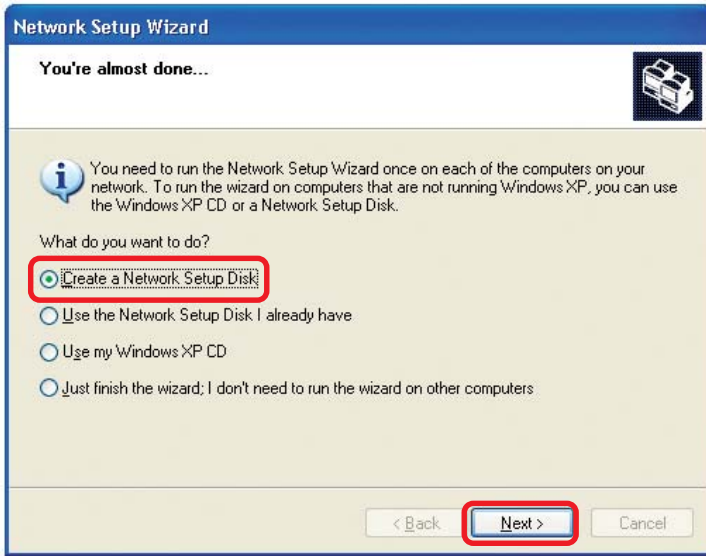 Network Setup Wizard
You're almost done...
You need to run the Network Setup Wizard once on each of the computers on your
network. To run the wizard on computers that are not running Windows XP, you can use
the Windows XP CD or a Network Setup Disk.
What do you want to do?
Create a Network Setup Disk
Use the Network Setup Disk I already have
Use my Windows XP CD
Just finish the wizard; I don't need to run the wizard on other computers
< Back Next > Cancel